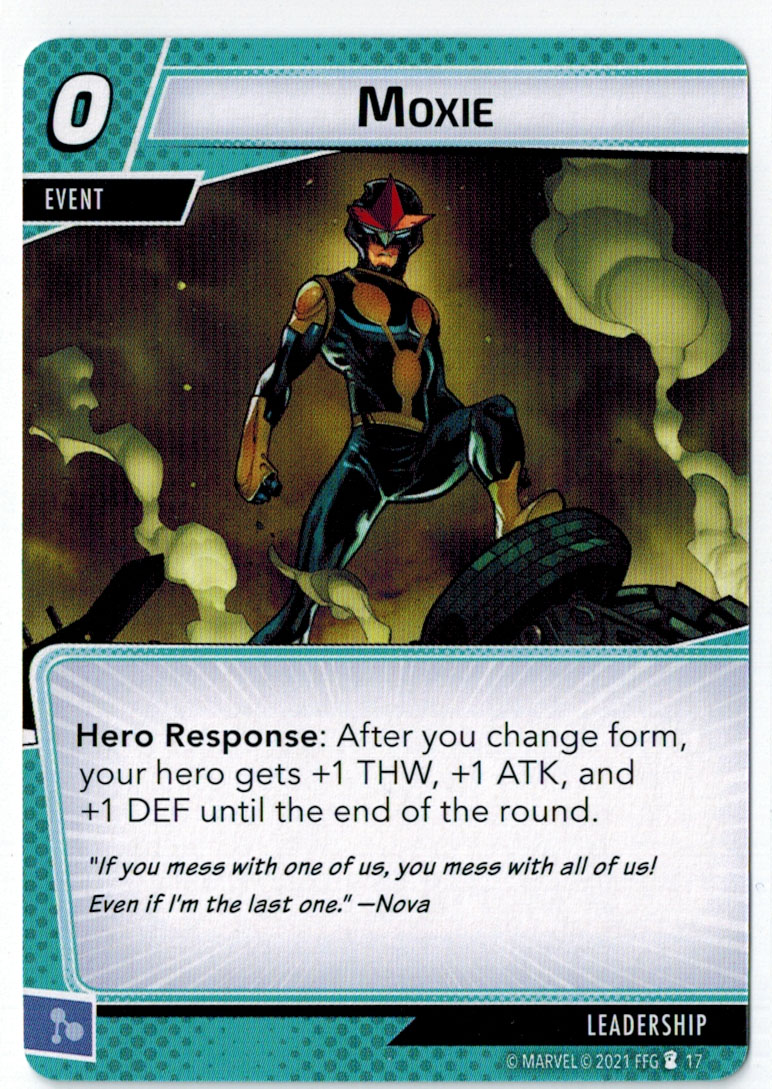 0
MOXIE
EVENT
Hero Response: After you change form,
your hero gets +1 THW, +1 ATK, and
+1 DEF until the end of the round.
"If you mess with one of us, you mess with all of us!
Even if I'm the last one." —Nova
LEADERSHIP
© MARVEL © 2021 FFG 17